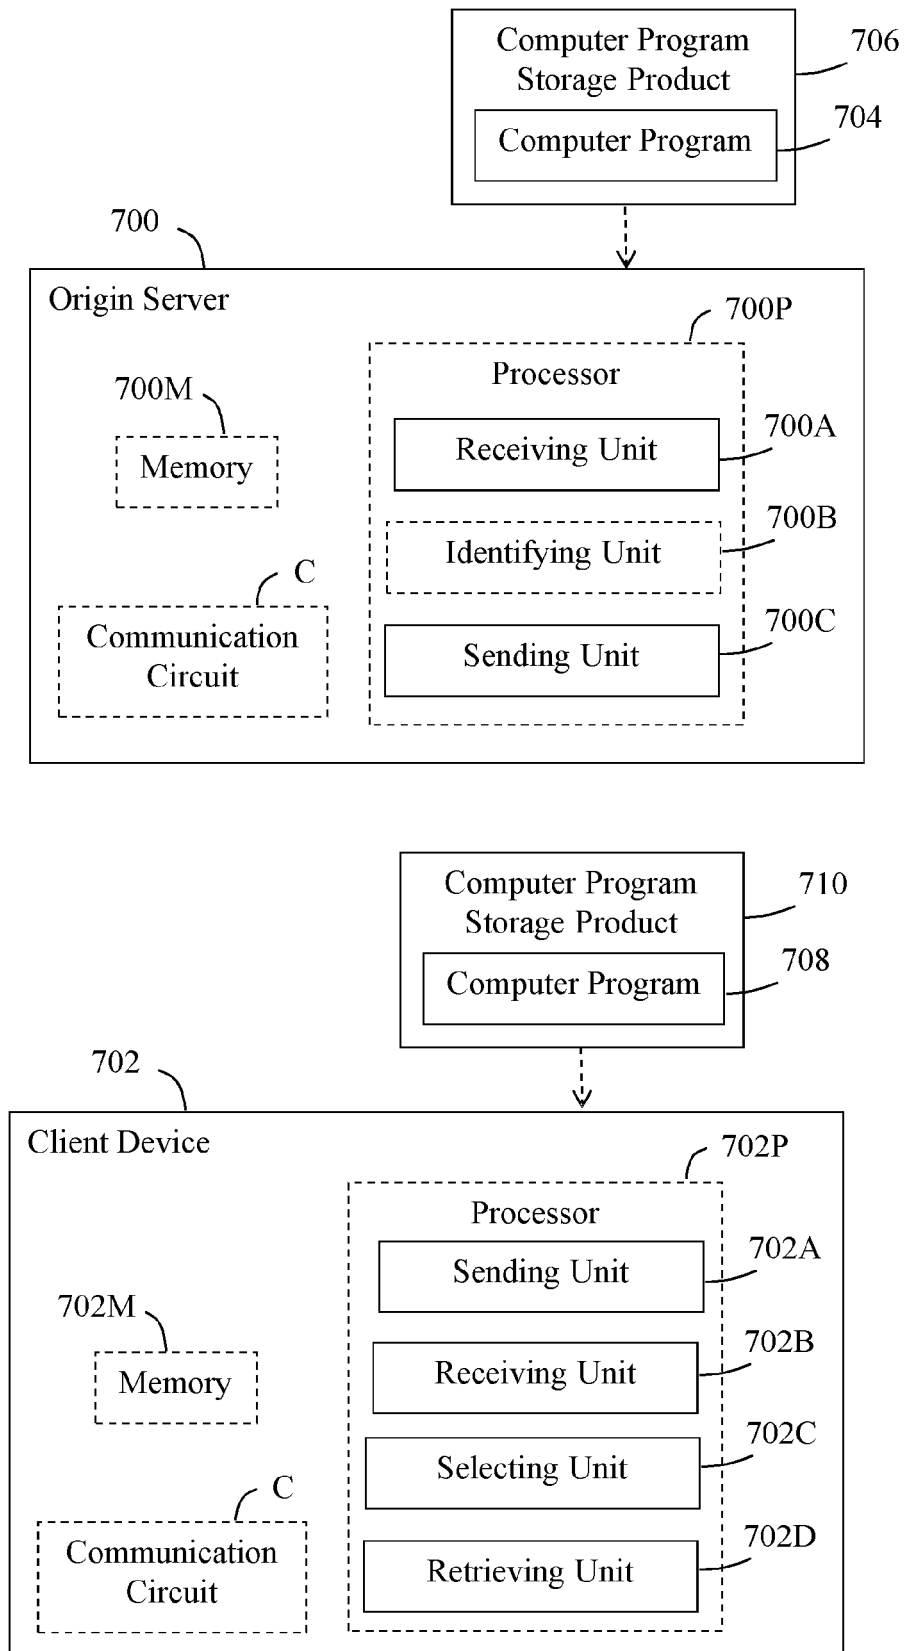 Computer Program
Storage Product
706
Computer Program
704
700
Origin Server
700P
Processor
700M
Memory
Receiving Unit
700A
Identifying Unit
700B
C
Communication
Circuit
Sending Unit
700C
Computer Program
Storage Product
710
Computer Program
708
702
Client Device
702P
Processor
Sending Unit
702A
702M
Memory
Receiving Unit
702B
Selecting Unit
702C
C
Communication
Circuit
Retrieving Unit
702D